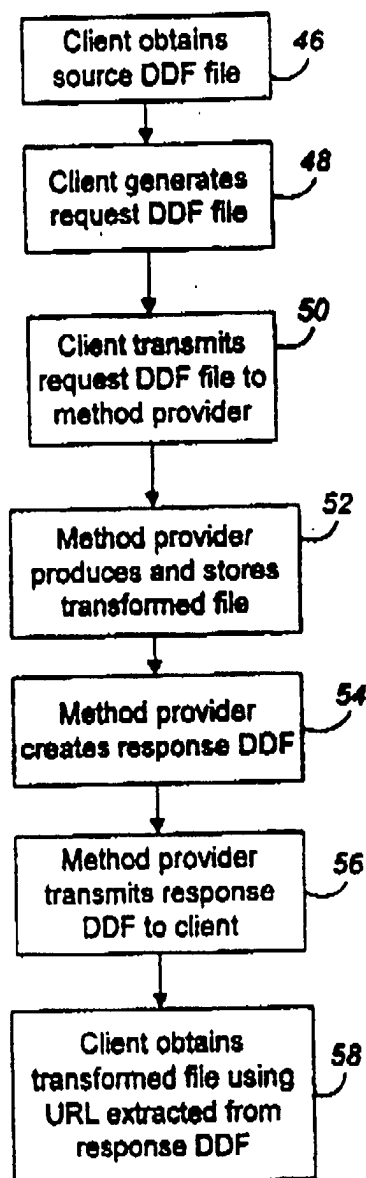 Client obtains
source DDF file
46
Client generates
request DDF file
48
Client transmits
request DDF file to
method provider
50
Method provider
produces and stores
transformed file
52
Method provider
creates response DDF
54
Method provider
transmits response
DDF to client
56
Client obtains
transformed file using
URL extracted from
response DDF
58